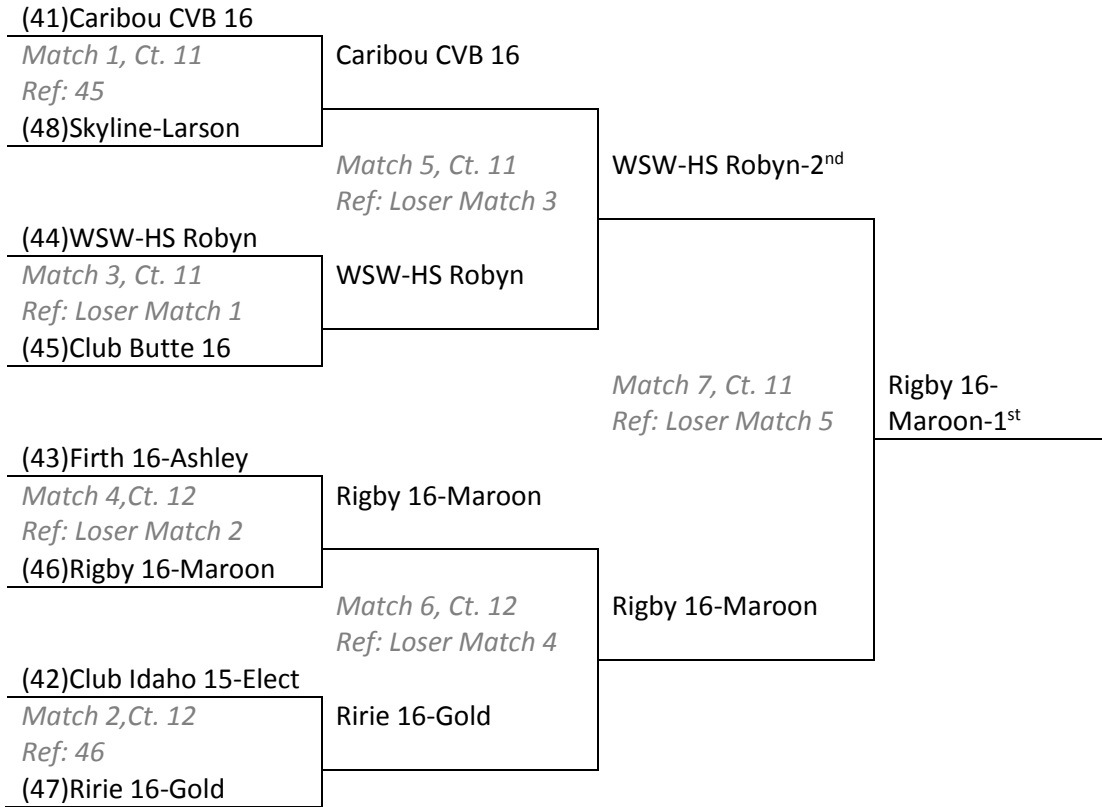 (41)Caribou CVB 16
Match 1, Ct. 11
Ref: 45
(48)Skyline-Larson
Caribou CVB 16
Match 5, Ct. 11
Ref: Loser Match 3
WSW-HS Robyn-2nd
(44)WSW-HS Robyn
Match 3, Ct. 11
Ref: Loser Match 1
(45)Club Butte 16
WSW-HS Robyn
Match 7, Ct. 11
Ref: Loser Match 5
Rigby 16-
Maroon-1st
(43)Firth 16-Ashley
Match 4,Ct. 12
Ref: Loser Match 2
(46)Rigby 16-Maroon
Rigby 16-Maroon
Match 6, Ct. 12
Ref: Loser Match 4
Rigby 16-Maroon
(42)Club Idaho 15-Elect
Match 2,Ct. 12
Ref: 46
(47)Ririe 16-Gold
Ririe 16-Gold